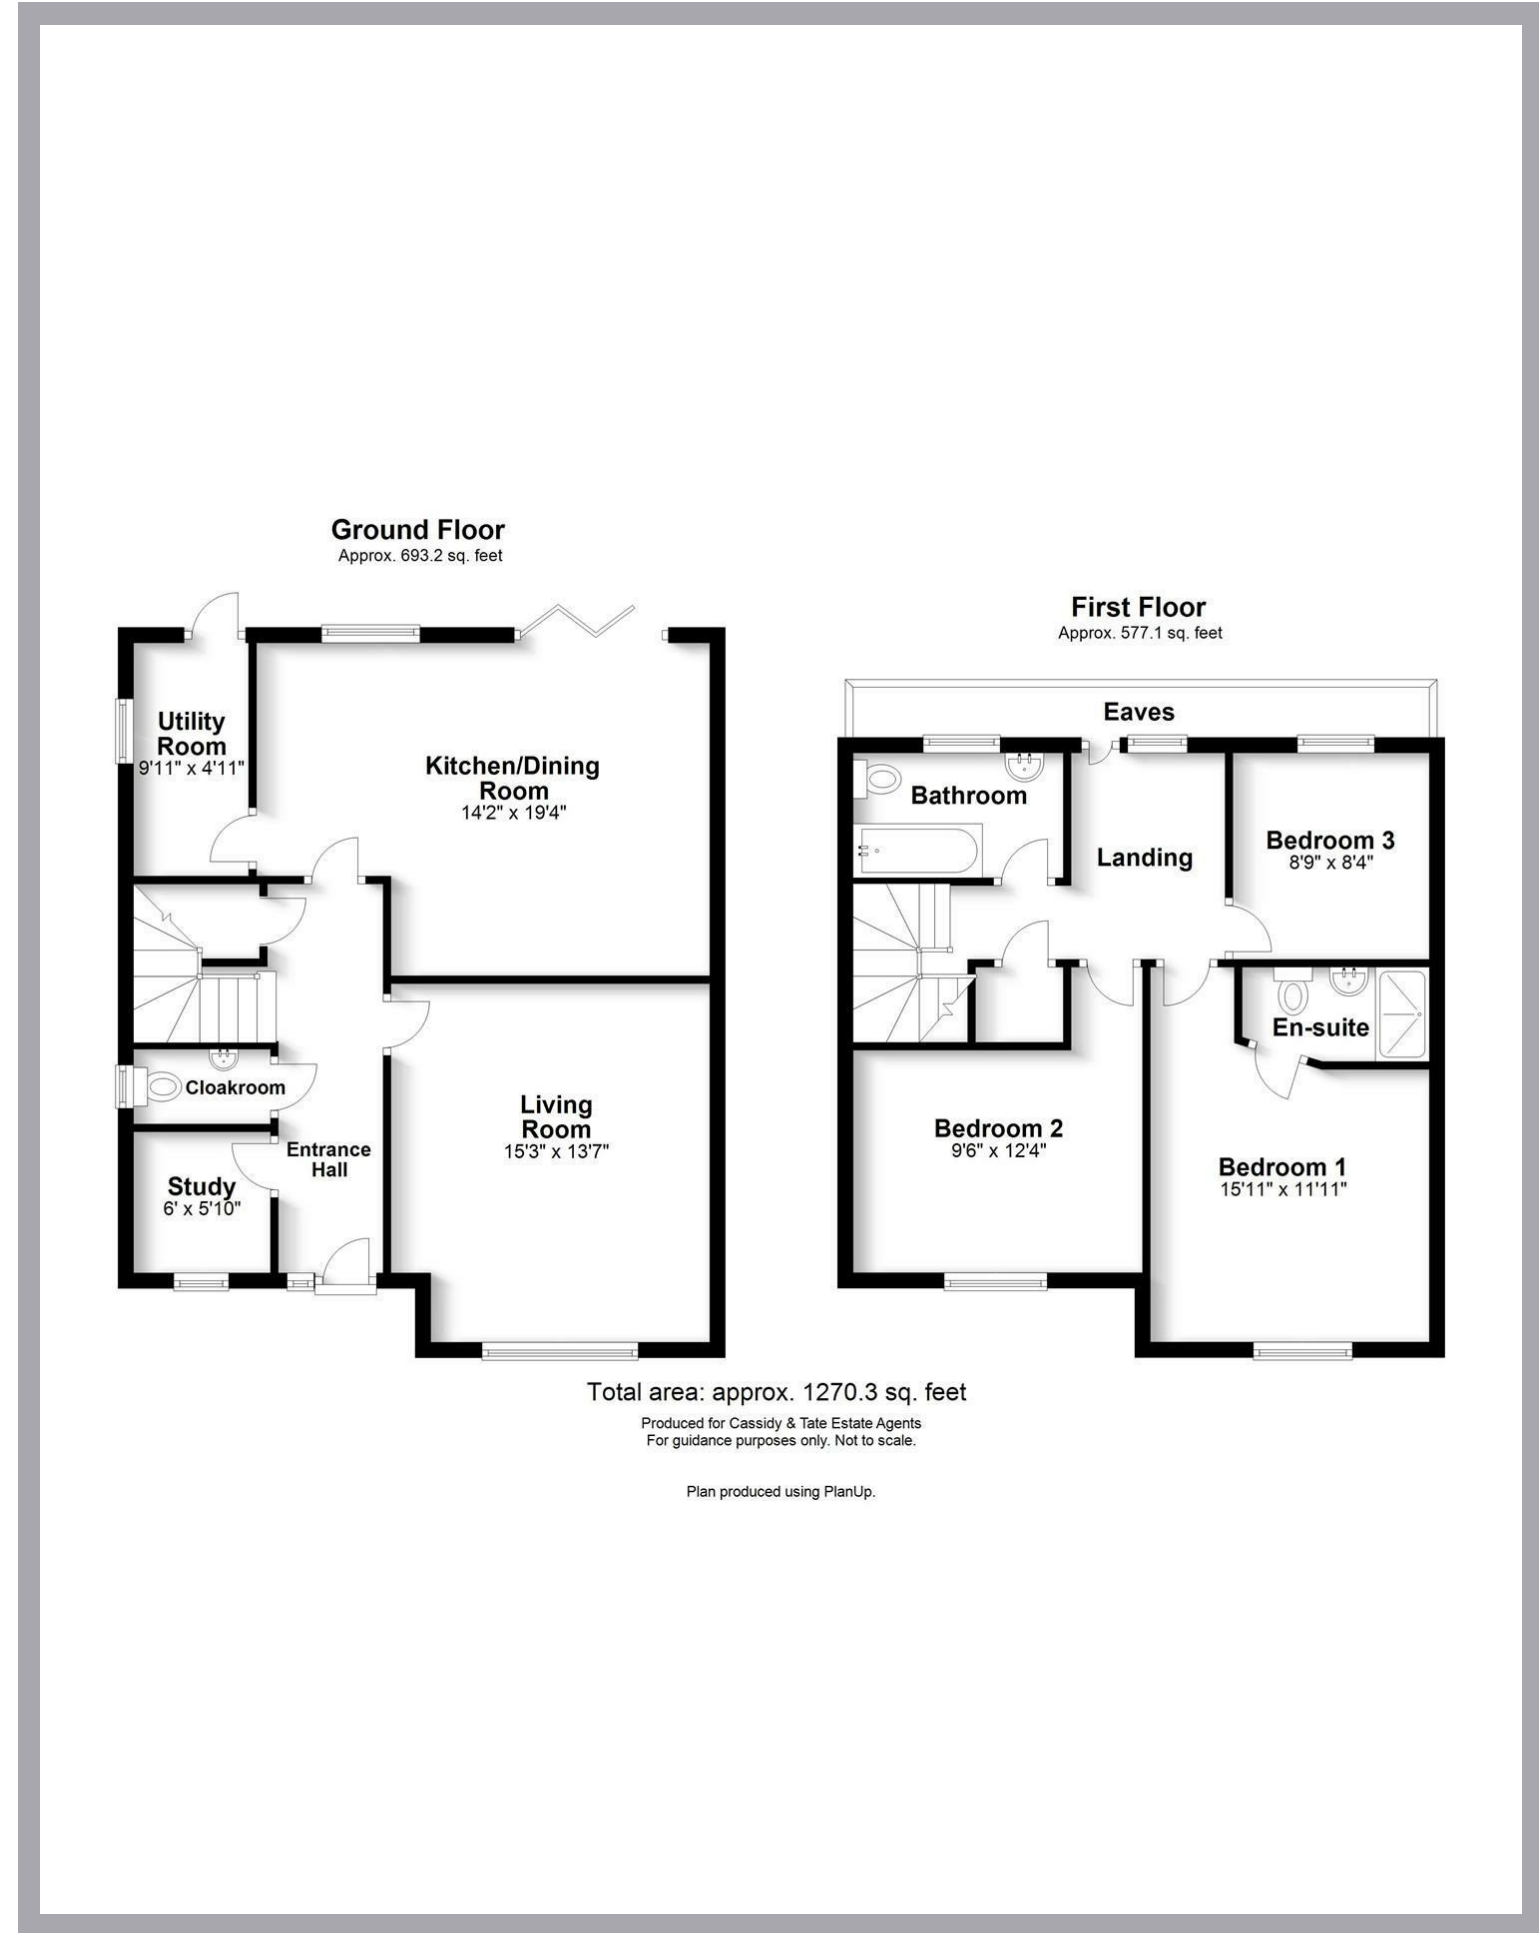 Ground Floor
Approx. 693.2 sq. feet
Utility
Room
9'11" x 4'11"
Kitchen/Dining
Room
14'2" x 19'4"
Cloakroom
Entrance
Hall
Study
6' x 5'10"
Living
Room
15'3" x 13'7"
First Floor
Approx. 577.1 sq. feet
Eaves
Bathroom
Landing
Bedroom 3
8'9" x 8'4"
En-suite
Bedroom 2
9'6" x 12'4"
Bedroom 1
15'11" x 11'11"
Total area: approx. 1270.3 sq. feet
Produced for Cassidy & Tate Estate Agents
For guidance purposes only. Not to scale.
Plan produced using PlanUp.